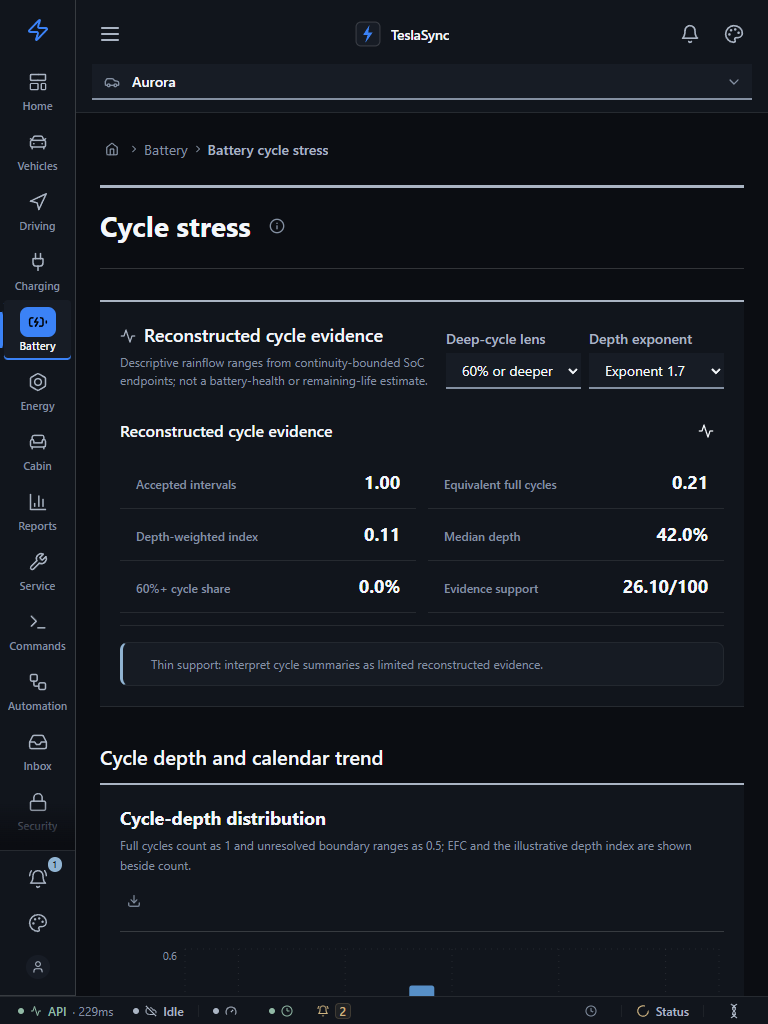 TeslaSync
Aurora
Home
Vehicles
Driving
Charging
Battery
Energy
Cabin
Reports
Service
Commands
Automation
Inbox
Security
1
Battery
Battery cycle stress
Cycle stress
Reconstructed cycle evidence
Descriptive rainflow ranges from continuity-bounded SoC
endpoints; not a battery-health or remaining-life estimate.
Deep-cycle lens
60% or deeper
Depth exponent
Exponent 1.7
Reconstructed cycle evidence
Accepted intervals 1.00
Equivalent full cycles 0.21
Depth-weighted index 0.11
Median depth 42.0%
60%+ cycle share 0.0%
Evidence support 26.10/100
Thin support: interpret cycle summaries as limited reconstructed evidence.
Cycle depth and calendar trend
Cycle-depth distribution
Full cycles count as 1 and unresolved boundary ranges as 0.5; EFC and the illustrative depth index are shown
beside count.
0.6
API · 229ms
Idle
2
Status